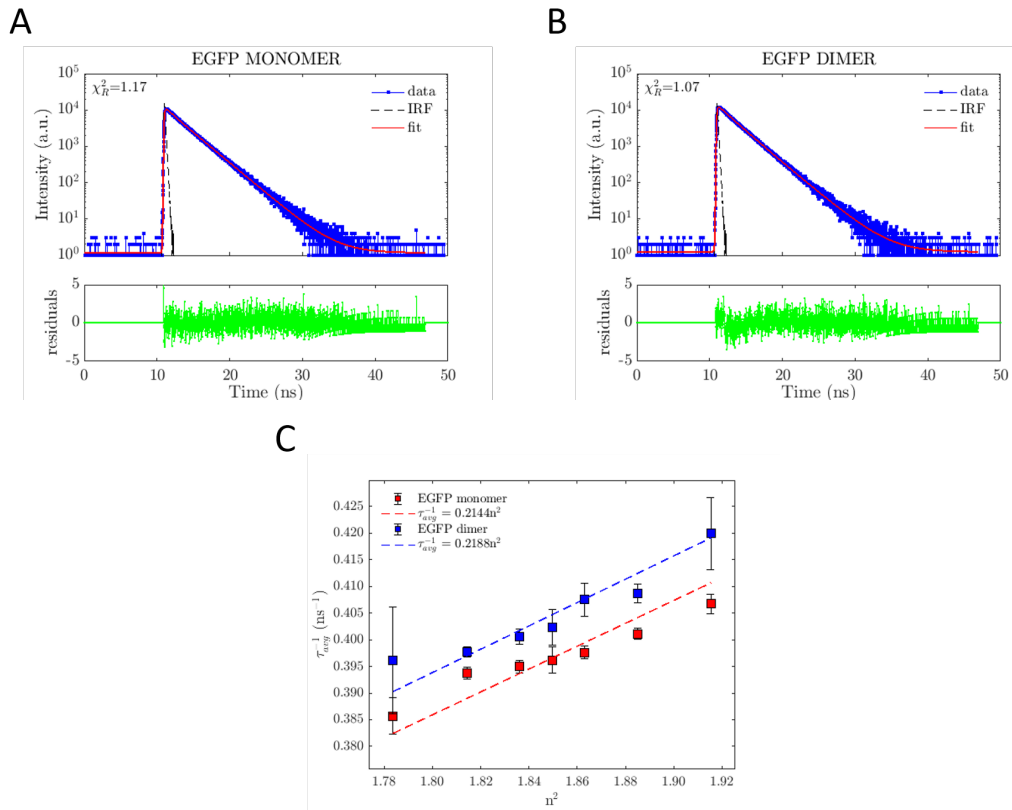 A
EGFP MONOMER
χ²_R=1.17
data
IRF
fit
Intensity (a.u.)
10⁵
10⁴
10³
10²
10¹
10⁰
residuals
5
0
-5
0 10 20 30 40 50
Time (ns)
B
EGFP DIMER
χ²_R=1.07
data
IRF
fit
Intensity (a.u.)
10⁵
10⁴
10³
10²
10¹
10⁰
residuals
5
0
-5
0 10 20 30 40 50
Time (ns)
C
EGFP monomer
τ⁻¹_avg = 0.2144n²
EGFP dimer
τ⁻¹_avg = 0.2188n²
τ⁻¹_avg (ns⁻¹)
0.425
0.420
0.415
0.410
0.405
0.400
0.395
0.390
0.385
0.380
1.78 1.80 1.82 1.84 1.86 1.88 1.90 1.92
n²